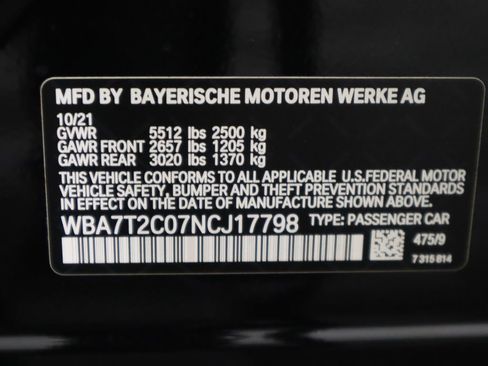 MFD BY BAYERISCHE MOTOREN WERKE AG
10/21
GVWR 5512 lbs 2500 kg
GAWR FRONT 2657 lbs 1205 kg
GAWR REAR 3020 lbs 1370 kg
THIS VEHICLE CONFORMS TO ALL APPLICABLE U.S.FEDERAL MOTOR
VEHICLE SAFETY, BUMPER AND THEFT PREVENTION STANDARDS
IN EFFECT ON THE DATE OF MANUFACTURE SHOWN ABOVE.
WBA7T2C07NCJ17798 TYPE: PASSENGER CAR
475/9
7 315 814